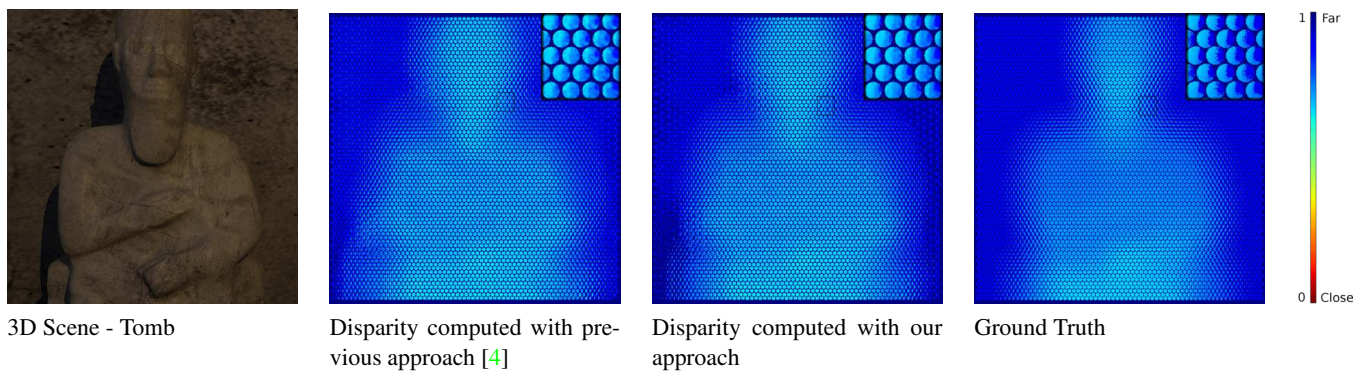 1 Far
0 Close
3D Scene - Tomb
Disparity computed with pre-
vious approach [4]
Disparity computed with our
approach
Ground Truth